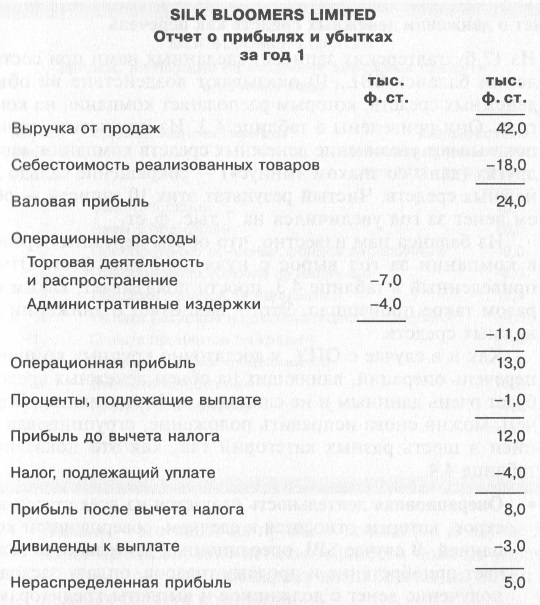 SILK BLOOMERS LIMITED
Отчет о прибылях и убытках
за год 1
тыс. тыс.
ф. ст. ф. ст.
Выручка от продаж 42,0
Себестоимость реализованных товаров –18,0
Валовая прибыль 24,0
Операционные расходы
Торговая деятельность
и распространение –7,0
Административные издержки –4,0
–11,0
Операционная прибыль 13,0
Проценты, подлежащие выплате –1,0
Прибыль до вычета налога 12,0
Налог, подлежащий уплате –4,0
Прибыль после вычета налога 8,0
Дивиденды к выплате –3,0
Нераспределенная прибыль 5,0